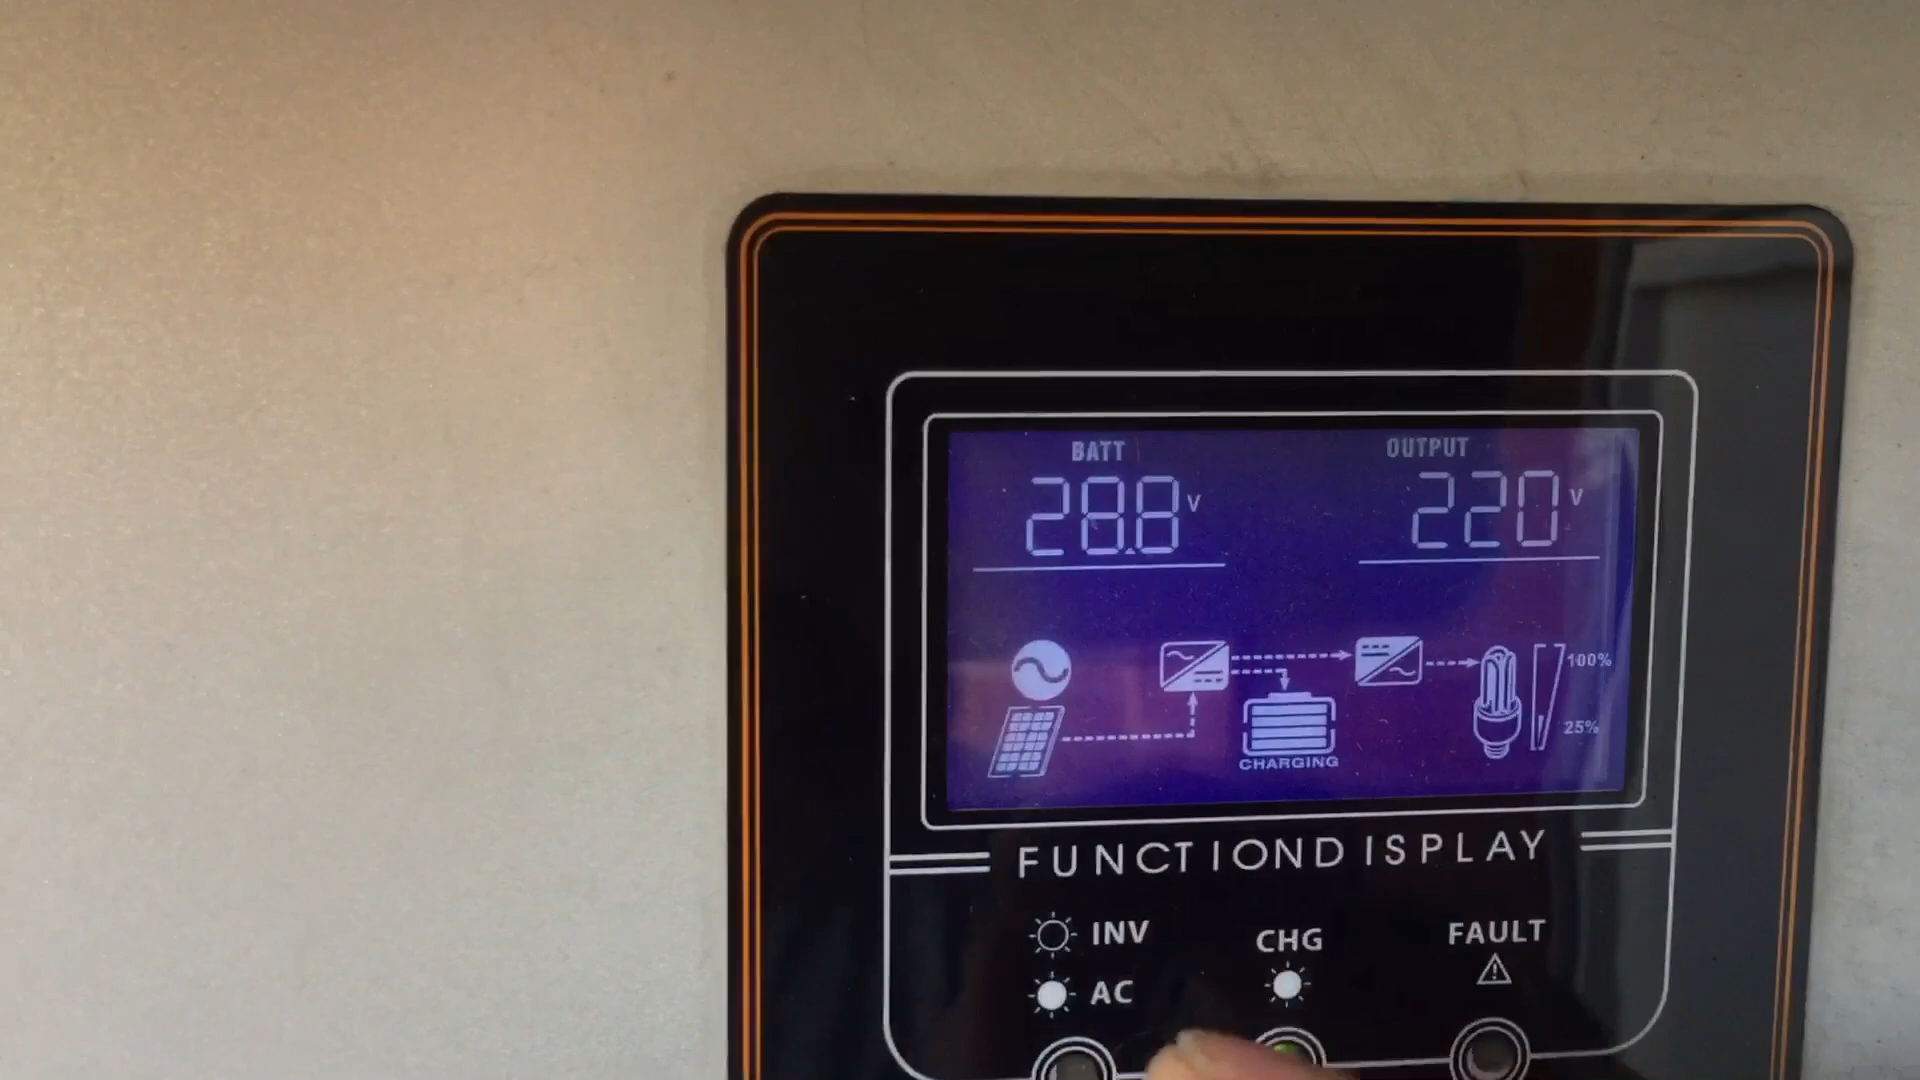 BATT
OUTPUT
28.8V
220V
100%
25%
CHARGING
FUNCTIONDISPLAY
INV
CHG
FAULT
AC